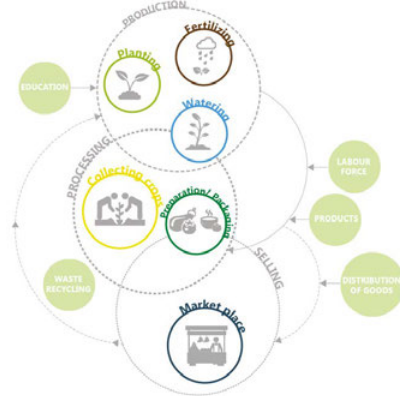 PRODUCTION
Fertilizing
Planting
EDUCATION
Watering
PROCESSING
Collecting crops
LABOUR
FORCE
Preparation/ Packaging
PRODUCTS
SELLING
WASTE
RECYCLING
DISTRIBUTION
OF GOODS
Market place